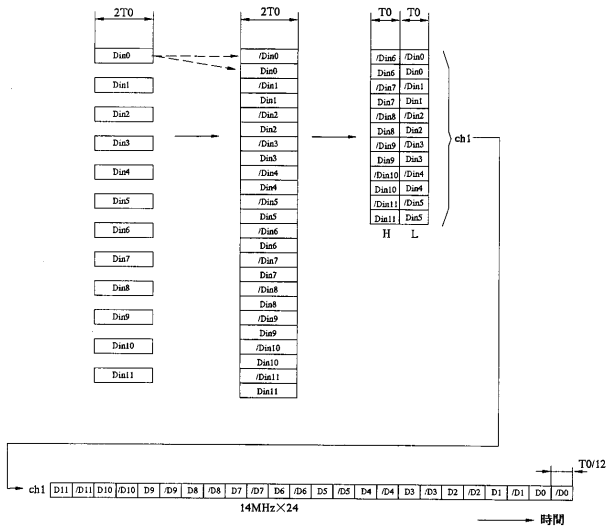 2T0 2T0 T0 T0
Din0 /Din0 /Din6 /Din0
Din0 Din6 Din0
Din1 /Din1 /Din7 /Din1
Din1 Din7 Din1
Din2 /Din2 /Din8 /Din2
Din2 Din8 Din2
Din3 /Din3 /Din9 /Din3
Din3 Din9 Din3
Din4 /Din4 /Din10 /Din4
Din4 Din10 Din4
Din5 /Din5 /Din11 /Din5
Din5 Din11 Din5
ch1
H L
Din6 /Din6
Din6
Din7 /Din7
Din7
Din8 /Din8
Din8
Din9 /Din9
Din9
Din10 /Din10
Din10
Din11 /Din11
Din11
T0/12
ch1 D11 /D11 D10 /D10 D9 /D9 D8 /D8 D7 /D7 D6 /D6 D5 /D5 D4 /D4 D3 /D3 D2 /D2 D1 /D1 D0 /D0
14MHz×24
時間